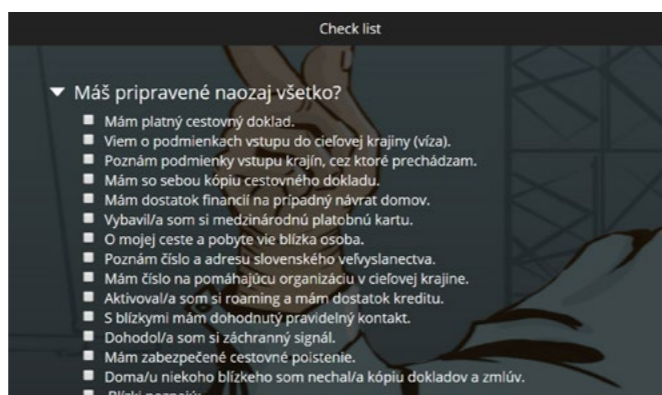 Check list
Máš pripravené naozaj všetko?
Mám platný cestovný doklad.
Viem o podmienkach vstupu do cieľovej krajiny (víza).
Poznám podmienky vstupu krajín, cez ktoré prechádzam.
Mám so sebou kópiu cestovného dokladu.
Mám dostatok financií na prípadný návrat domov.
Vybavil/a som si medzinárodnú platobnú kartu.
O mojej ceste a pobyte vie blízka osoba.
Poznám číslo a adresu slovenského veľvyslanectva.
Mám číslo na pomáhajúcu organizáciu v cieľovej krajine.
Aktivoval/a som si roaming a mám dostatok kreditu.
S blízkymi mám dohodnutý pravidelný kontakt.
Dohodol/a som si záchranný signál.
Mám zabezpečené cestovné poistenie.
Doma/u niekoho blízkeho som nechal/a kópiu dokladov a zmlúv.